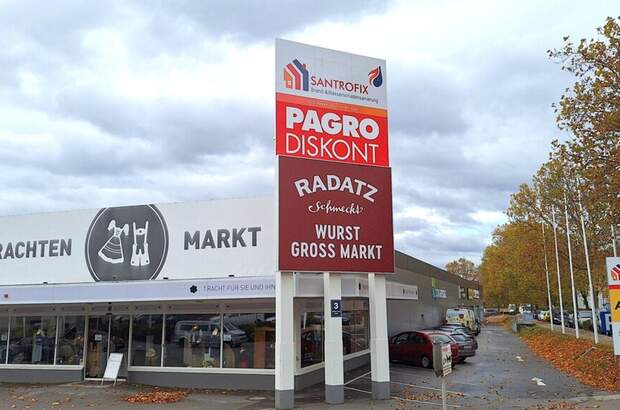 SANTROFIX
Brand & Wasserschadensanierung
PAGRO
DISKONT
RADATZ
Schmeckt
WURST
GROSS MARKT
RACHTEN
MARKT
TRACHT FÜR SIE UND IHN
3